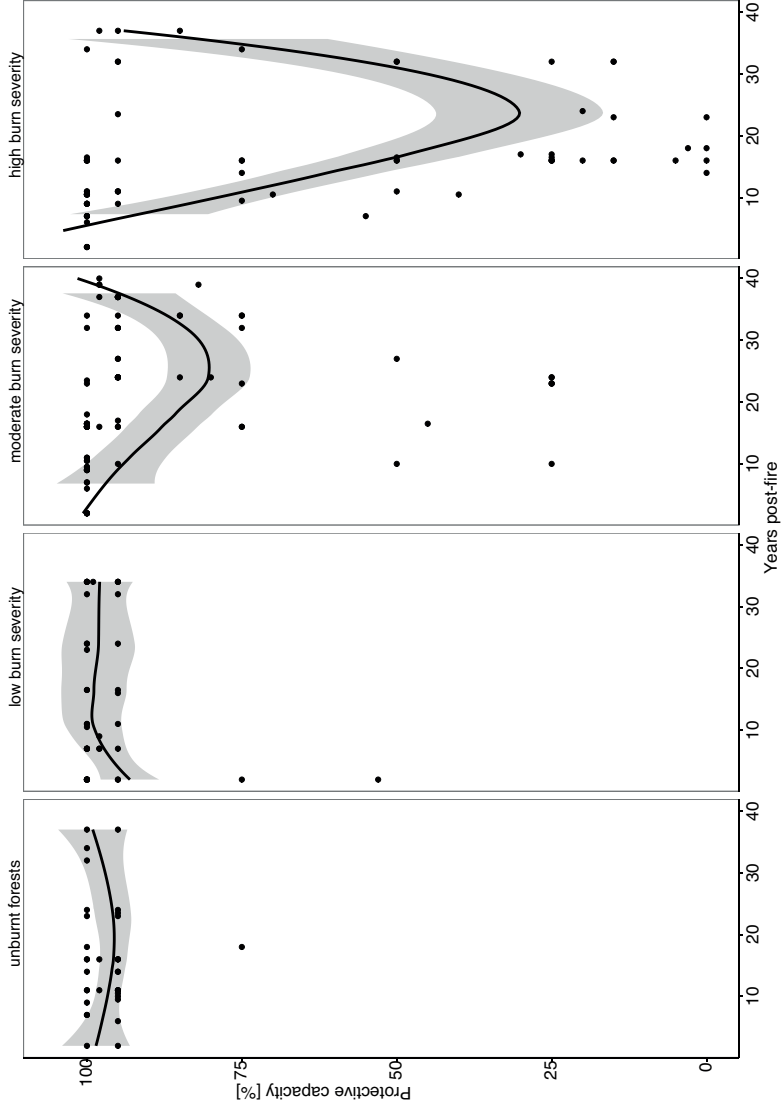 unburnt forests
low burn severity
moderate burn severity
high burn severity
Protective capacity [%]
100
75
50
25
0
10 20 30 40
10 20 30 40
10 20 30 40
10 20 30 40
Years post-fire